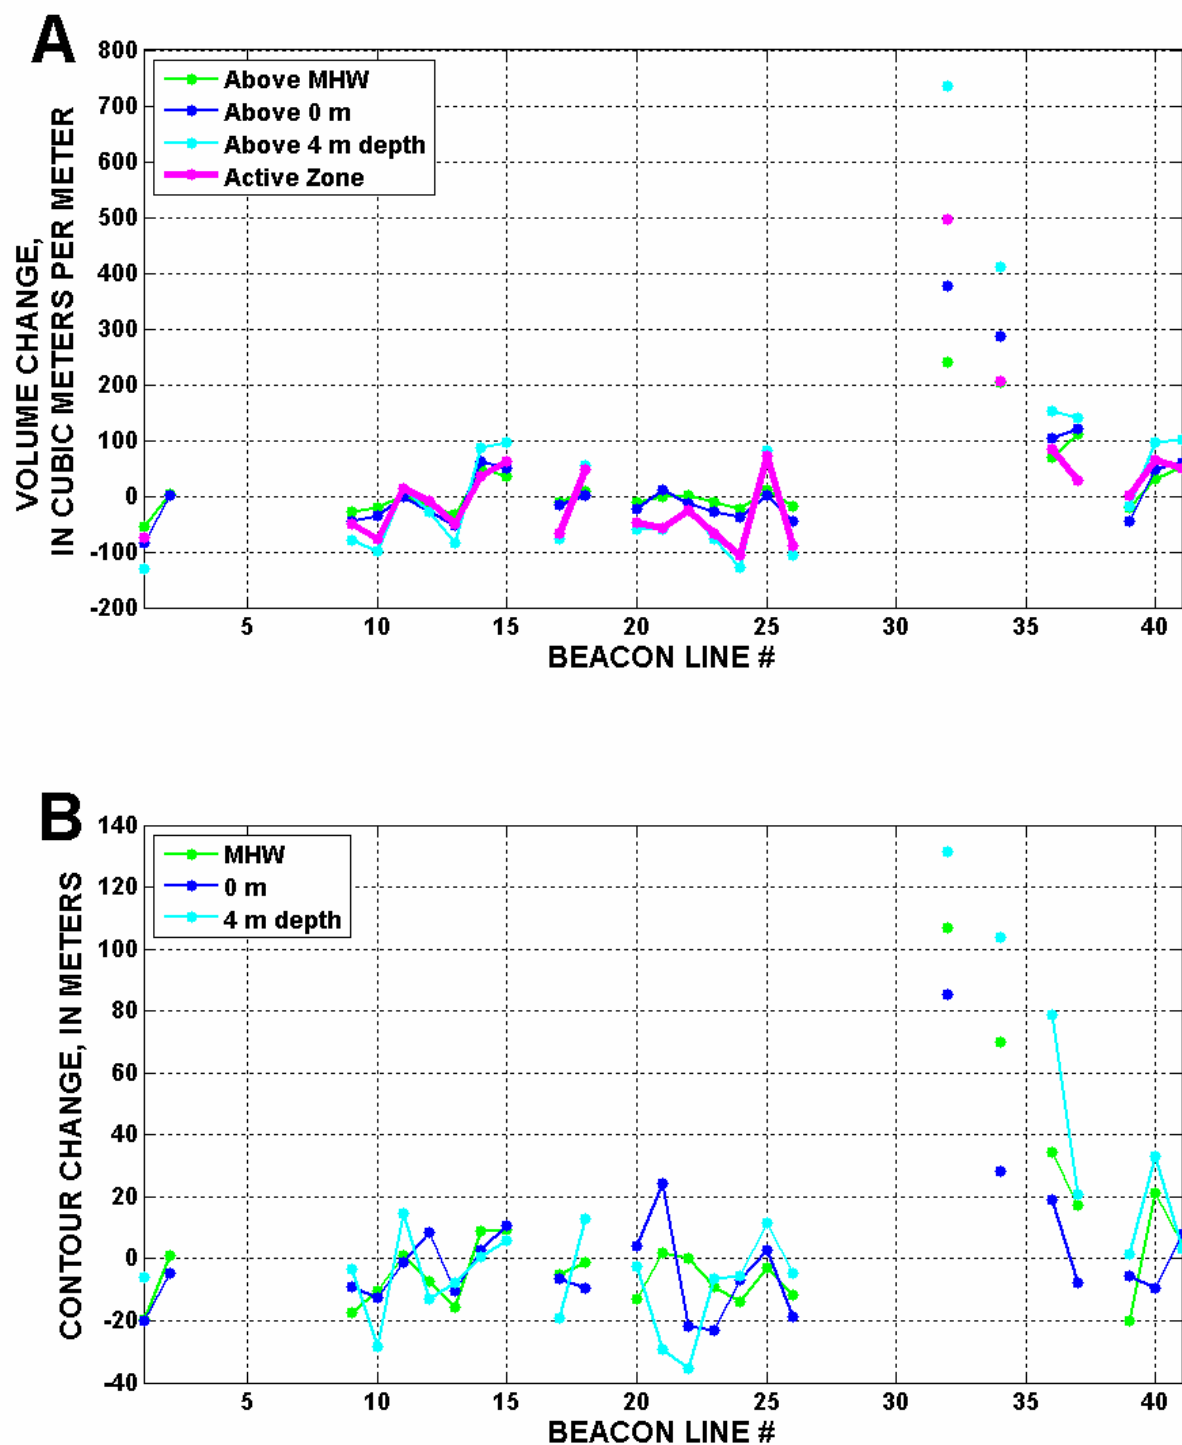 A
VOLUME CHANGE,
IN CUBIC METERS PER METER
800
700
600
500
400
300
200
100
0
-100
-200
Above MHW
Above 0 m
Above 4 m depth
Active Zone
5 10 15 20 25 30 35 40
BEACON LINE #
B
CONTOUR CHANGE, IN METERS
140
120
100
80
60
40
20
0
-20
-40
MHW
0 m
4 m depth
5 10 15 20 25 30 35 40
BEACON LINE #